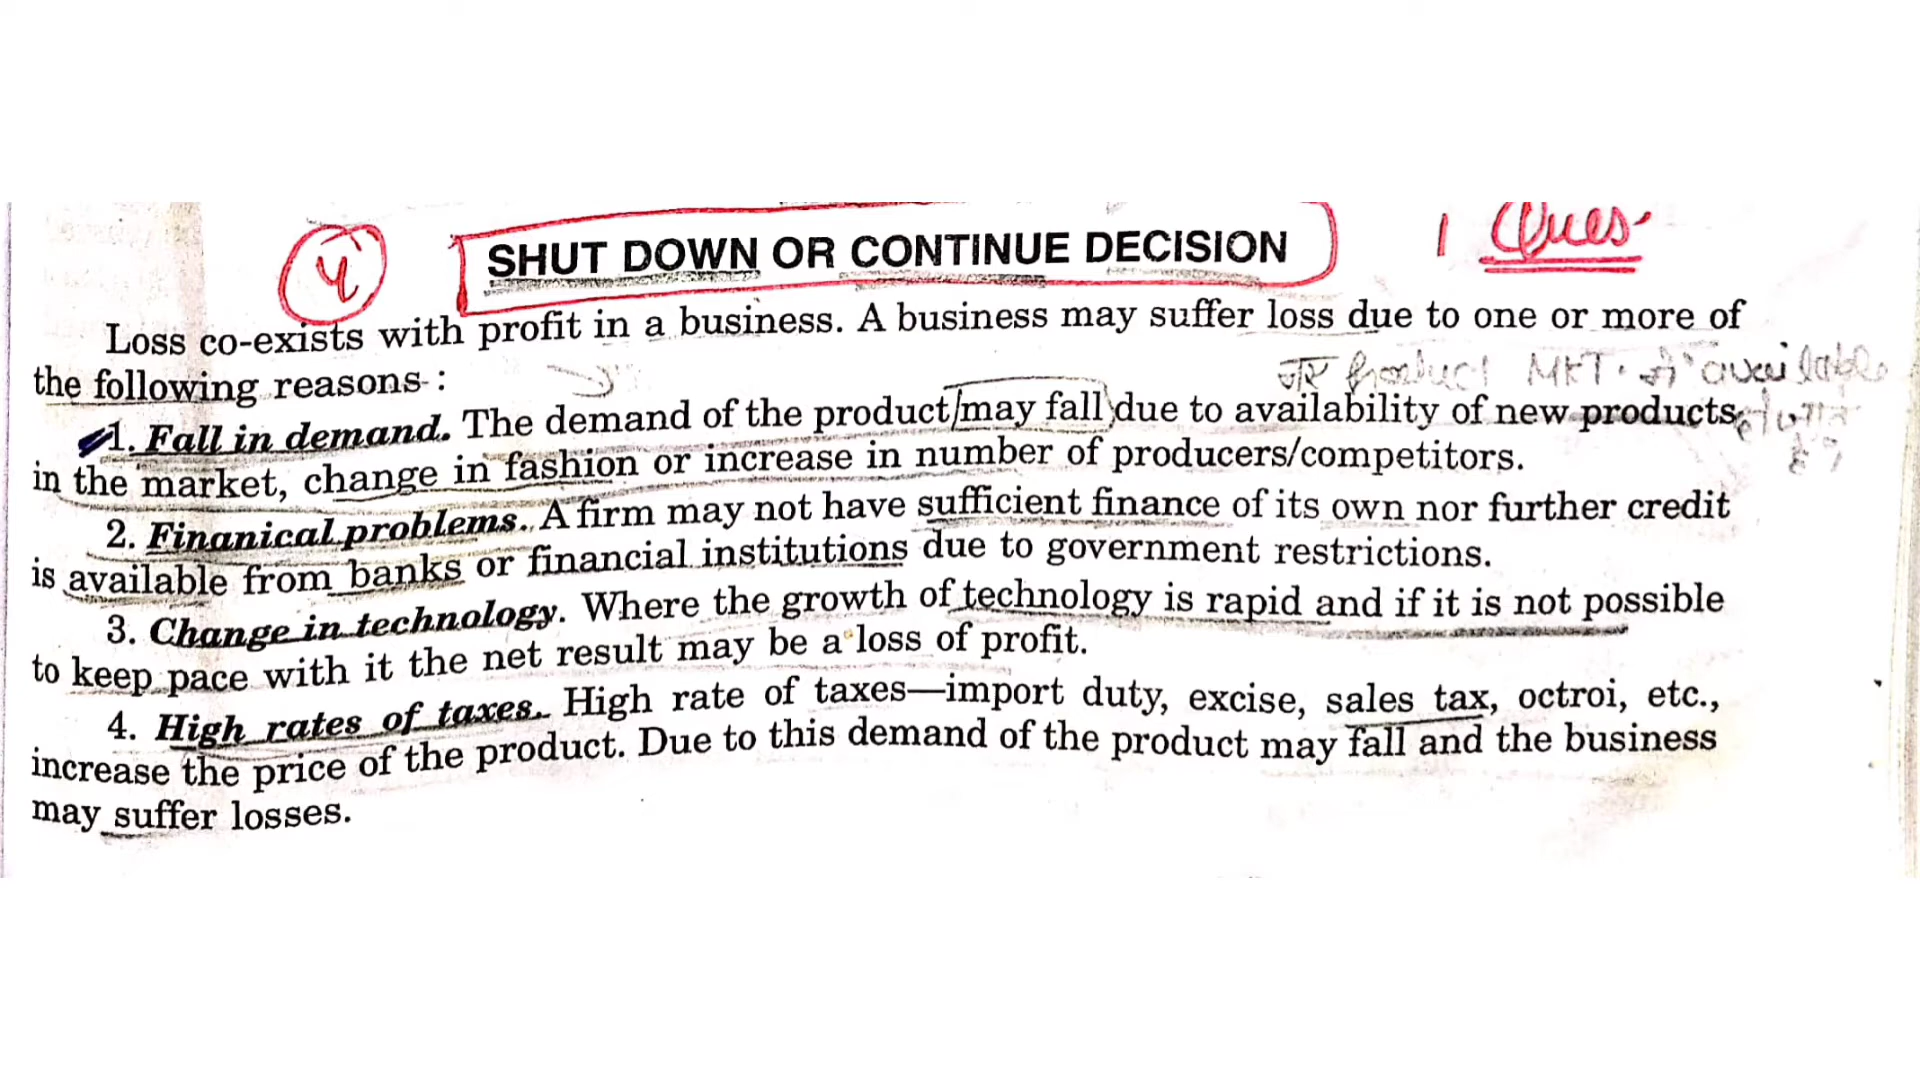 4 SHUT DOWN OR CONTINUE DECISION 1 Ques.
Loss co-exists with profit in a business. A business may suffer loss due to one or more of
the following reasons :
नए product MKT. में available
1. Fall in demand. The demand of the product may fall due to availability of new products
in the market, change in fashion or increase in number of producers/competitors.
2. Finanical problems. A firm may not have sufficient finance of its own nor further credit
is available from banks or financial institutions due to government restrictions.
3. Change in technology. Where the growth of technology is rapid and if it is not possible
to keep pace with it the net result may be a loss of profit.
4. High rates of taxes. High rate of taxes—import duty, excise, sales tax, octroi, etc.,
increase the price of the product. Due to this demand of the product may fall and the business
may suffer losses.